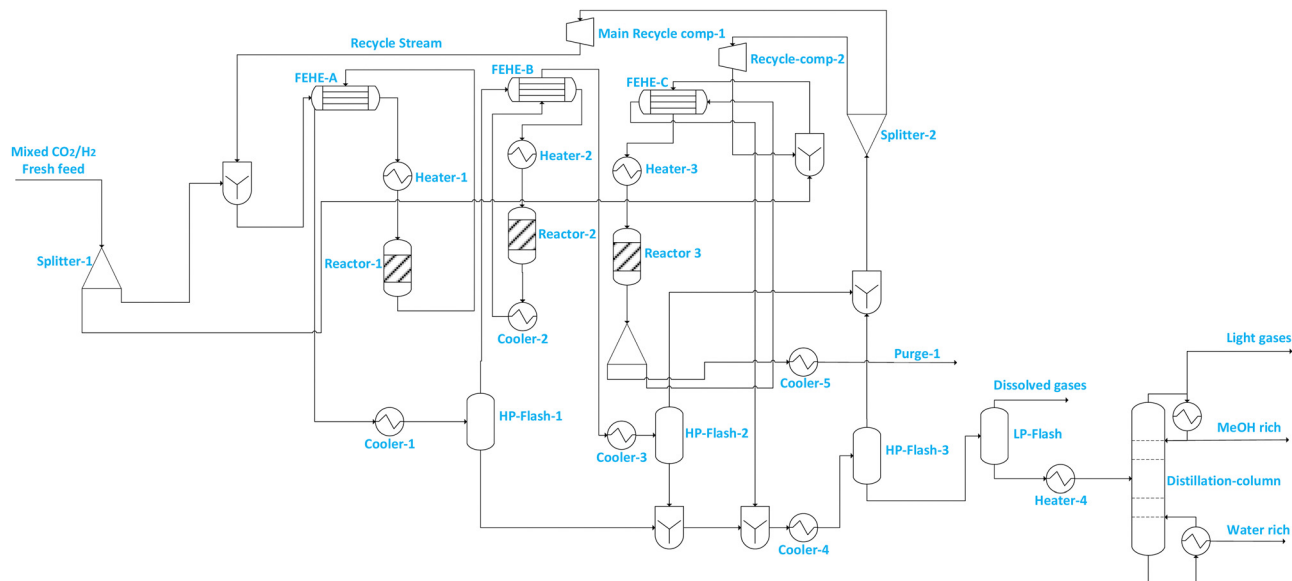 Main Recycle comp-1
Recycle Stream
Recycle-comp-2
FEHE-A
FEHE-B
FEHE-C
Splitter-2
Mixed CO₂/H₂
Fresh feed
Heater-1
Heater-2
Heater-3
Splitter-1
Reactor-1
Reactor-2
Reactor 3
Cooler-2
Purge-1
Cooler-5
Light gases
Dissolved gases
HP-Flash-1
Cooler-1
HP-Flash-2
Cooler-3
HP-Flash-3
LP-Flash
MeOH rich
Heater-4
Distillation-column
Cooler-4
Water rich